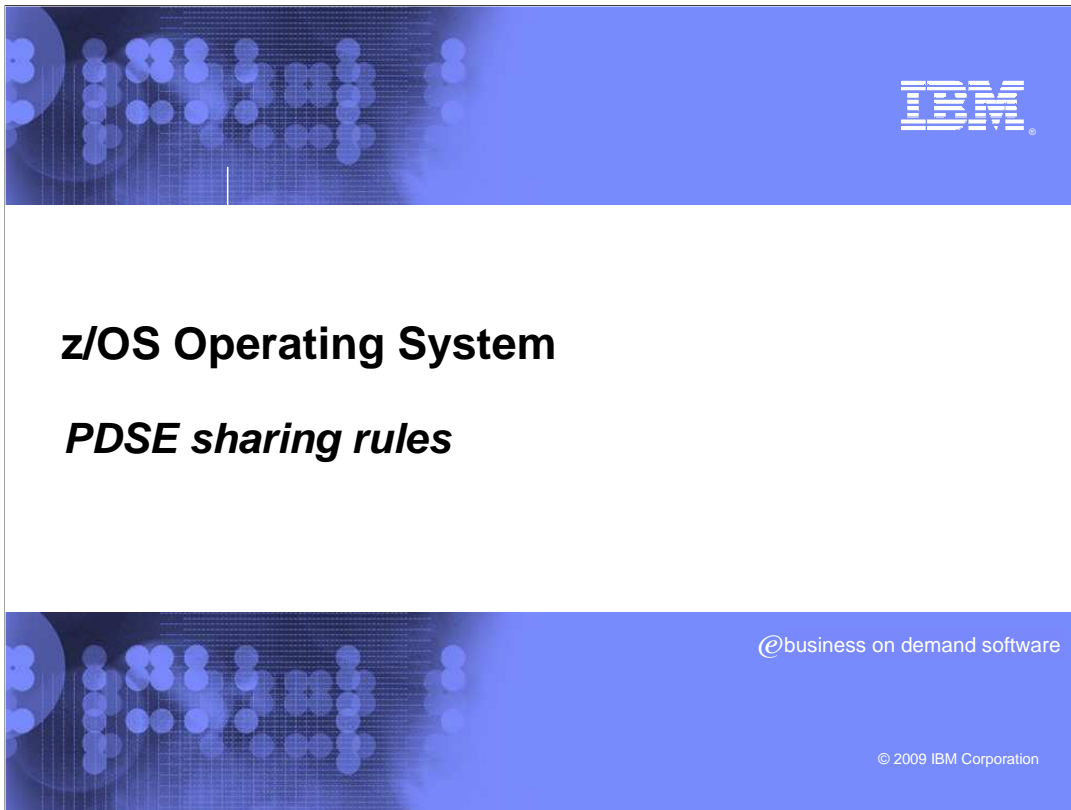 IBM®
z/OS Operating System
PDSE sharing rules
@business on demand software
© 2009 IBM Corporation